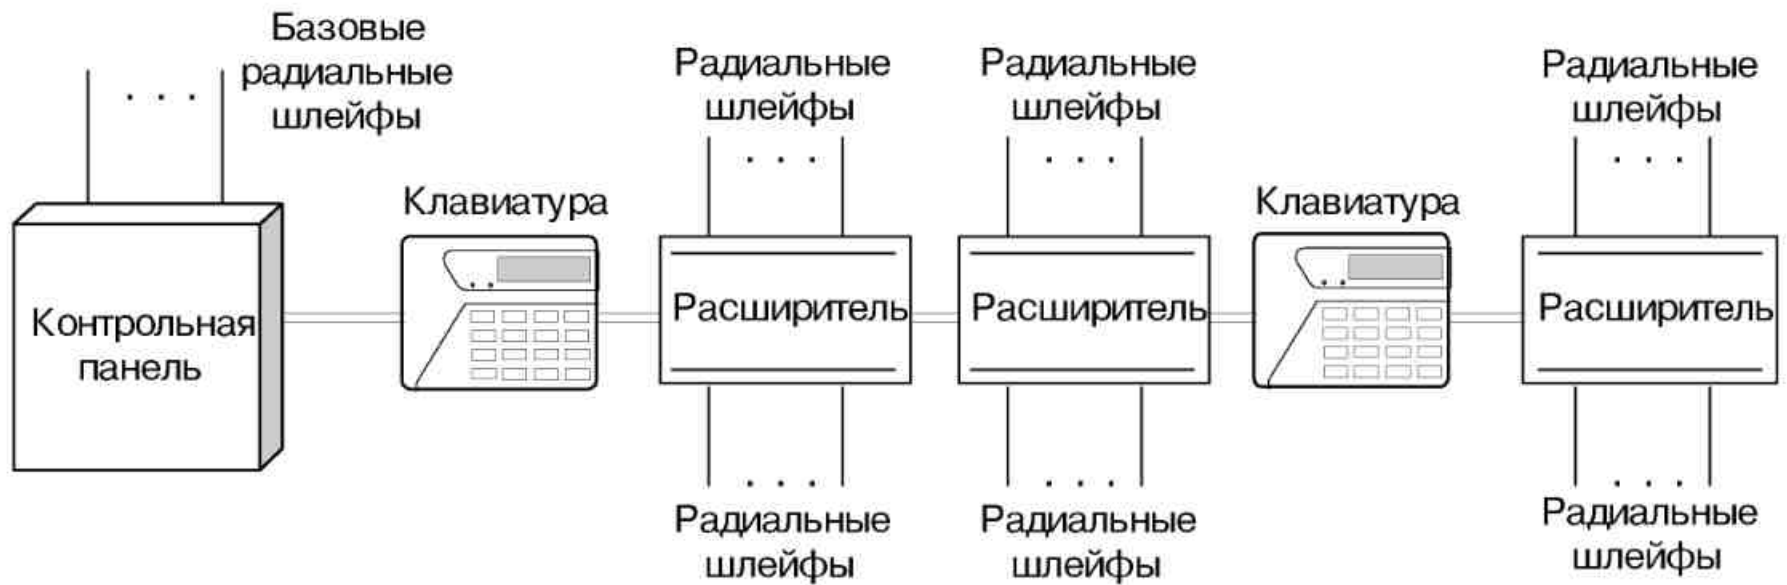 Базовые
радиальные
шлейфы
Радиальные
шлейфы
Радиальные
шлейфы
Радиальные
шлейфы
Клавиатура
Клавиатура
Контрольная
панель
Расширитель
Расширитель
Расширитель
Радиальные
шлейфы
Радиальные
шлейфы
Радиальные
шлейфы